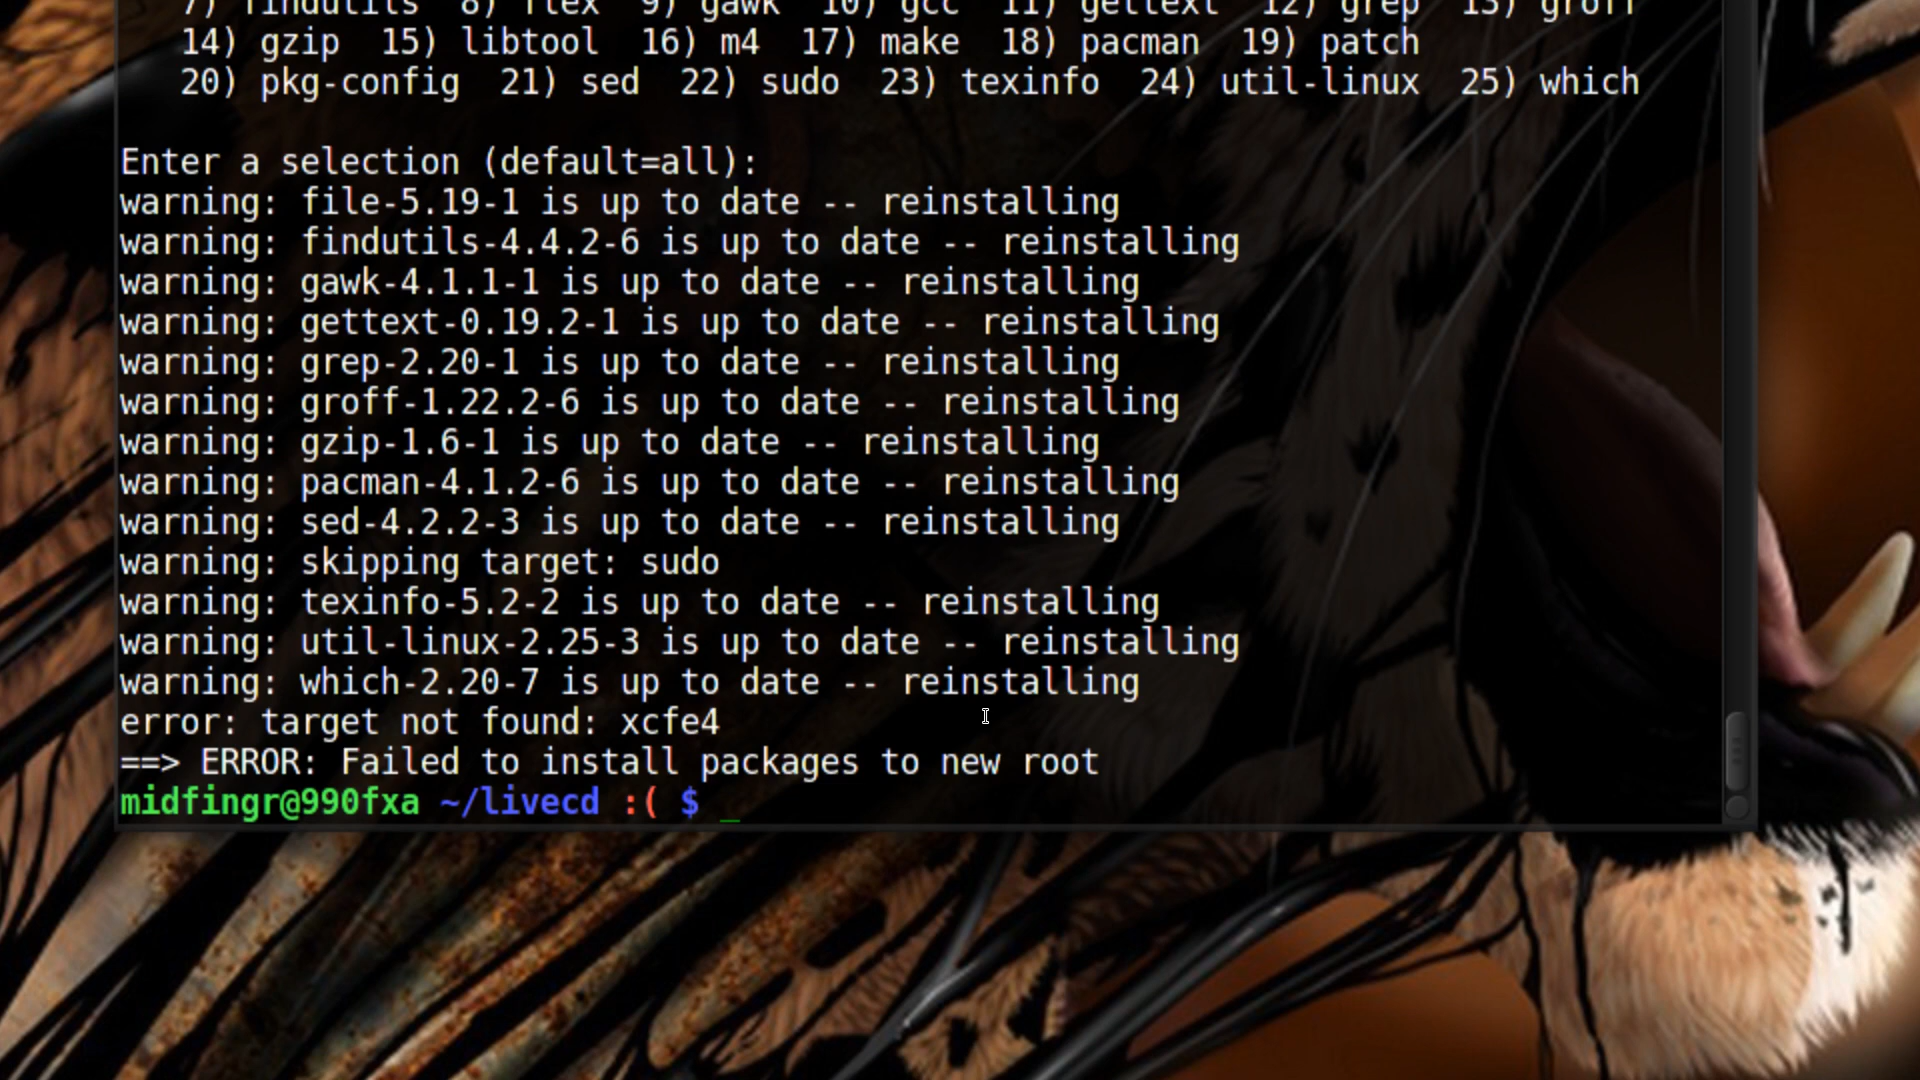 7) findutils 8) flex 9) gawk 10) gcc 11) gettext 12) grep 13) groff
14) gzip 15) libtool 16) m4 17) make 18) pacman 19) patch
20) pkg-config 21) sed 22) sudo 23) texinfo 24) util-linux 25) which
Enter a selection (default=all):
warning: file-5.19-1 is up to date -- reinstalling
warning: findutils-4.4.2-6 is up to date -- reinstalling
warning: gawk-4.1.1-1 is up to date -- reinstalling
warning: gettext-0.19.2-1 is up to date -- reinstalling
warning: grep-2.20-1 is up to date -- reinstalling
warning: groff-1.22.2-6 is up to date -- reinstalling
warning: gzip-1.6-1 is up to date -- reinstalling
warning: pacman-4.1.2-6 is up to date -- reinstalling
warning: sed-4.2.2-3 is up to date -- reinstalling
warning: skipping target: sudo
warning: texinfo-5.2-2 is up to date -- reinstalling
warning: util-linux-2.25-3 is up to date -- reinstalling
warning: which-2.20-7 is up to date -- reinstalling
error: target not found: xcfe4
==> ERROR: Failed to install packages to new root
midfingr@990fxa ~/livecd :( $ _